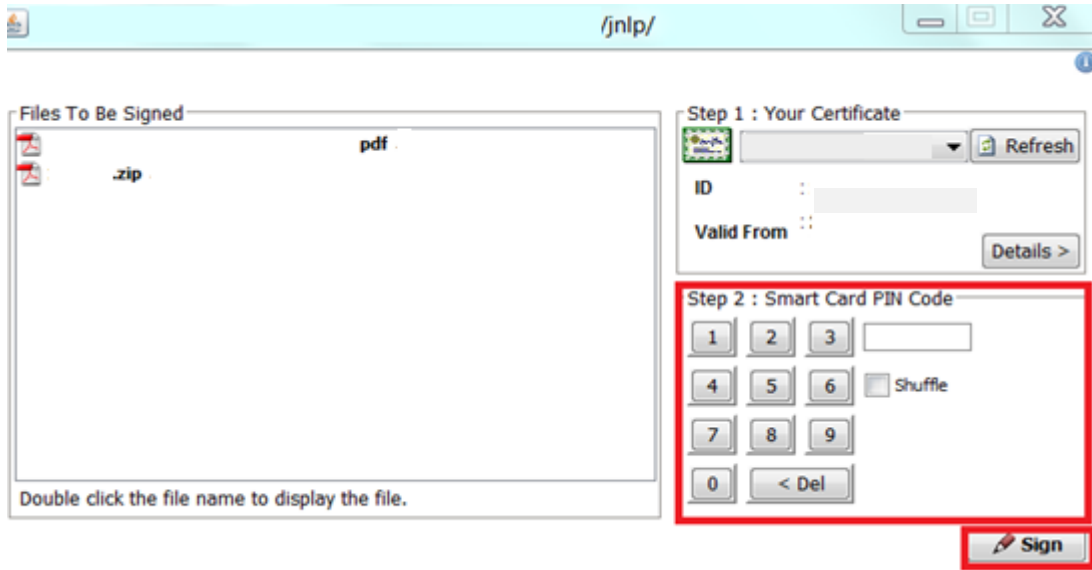 /jnlp/
Files To Be Signed
pdf
.zip
Double click the file name to display the file.
Step 1 : Your Certificate
Refresh
ID :
Valid From :
Details >
Step 2 : Smart Card PIN Code
1 2 3
4 5 6 Shuffle
7 8 9
0 < Del
Sign